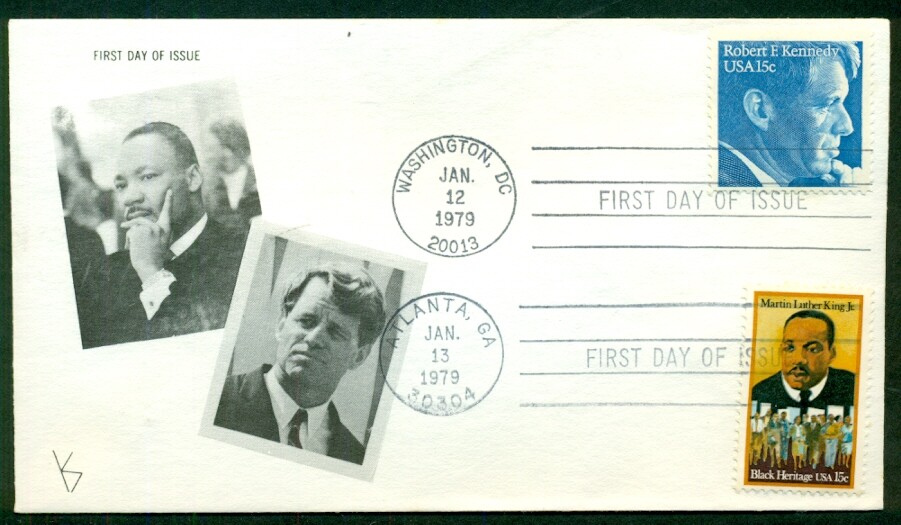 FIRST DAY OF ISSUE
Robert F. Kennedy
USA 15c
WASHINGTON, DC
JAN.
12
1979
20013
FIRST DAY OF ISSUE
ATLANTA, GA
JAN.
13
1979
30304
FIRST DAY OF ISSUE
Martin Luther King Jr.
Black Heritage USA 15c